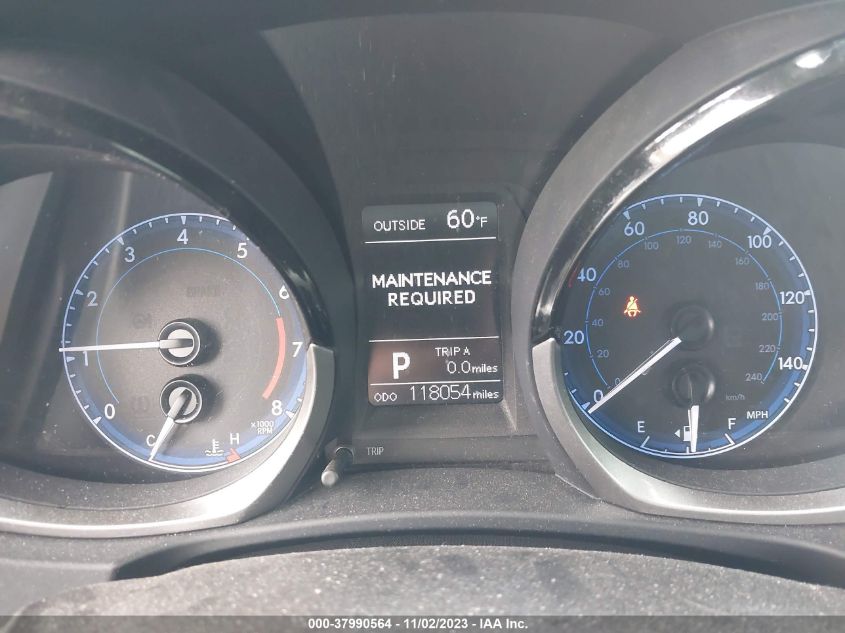 OUTSIDE 60°F
MAINTENANCE
REQUIRED
P
TRIP A
0.0 miles
ODO 118054 miles
TRIP
0 1 2 3 4 5 6 7 8
x1000
RPM
C H
0 20 40 60 80 100 120 140
MPH
0 20 40 60 80 100 120 140 160 180 200 220 240
km/h
E F
000-37990564 - 11/02/2023 - IAA Inc.